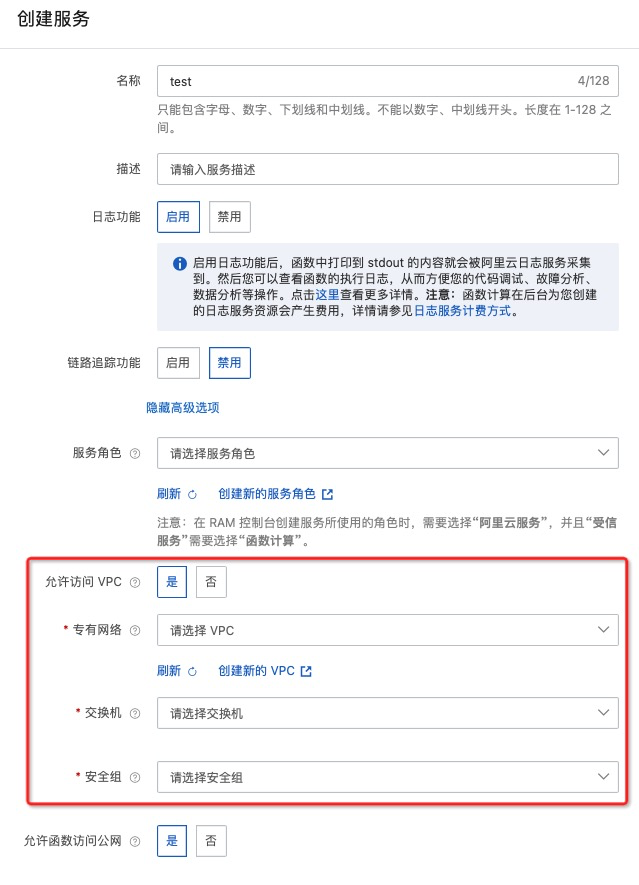 创建服务
名称
test
4/128
只能包含字母、数字、下划线和中划线。不能以数字、中划线开头。长度在 1-128 之
间。
描述
请输入服务描述
日志功能
启用
禁用
启用日志功能后，函数中打印到 stdout 的内容就会被阿里云日志服务采集
到。然后您可以查看函数的执行日志，从而方便您的代码调试、故障分析、
数据分析等操作。点击这里查看更多详情。注意：函数计算在后台为您创建
的日志服务资源会产生费用，详情请参见日志服务计费方式。
链路追踪功能
启用
禁用
隐藏高级选项
服务角色
请选择服务角色
刷新
创建新的服务角色
注意：在 RAM 控制台创建服务所使用的角色时，需要选择“阿里云服务”，并且“受信
服务”需要选择“函数计算”。
允许访问 VPC
是
否
* 专有网络
请选择 VPC
刷新
创建新的 VPC
* 交换机
请选择交换机
* 安全组
请选择安全组
允许函数访问公网
是
否